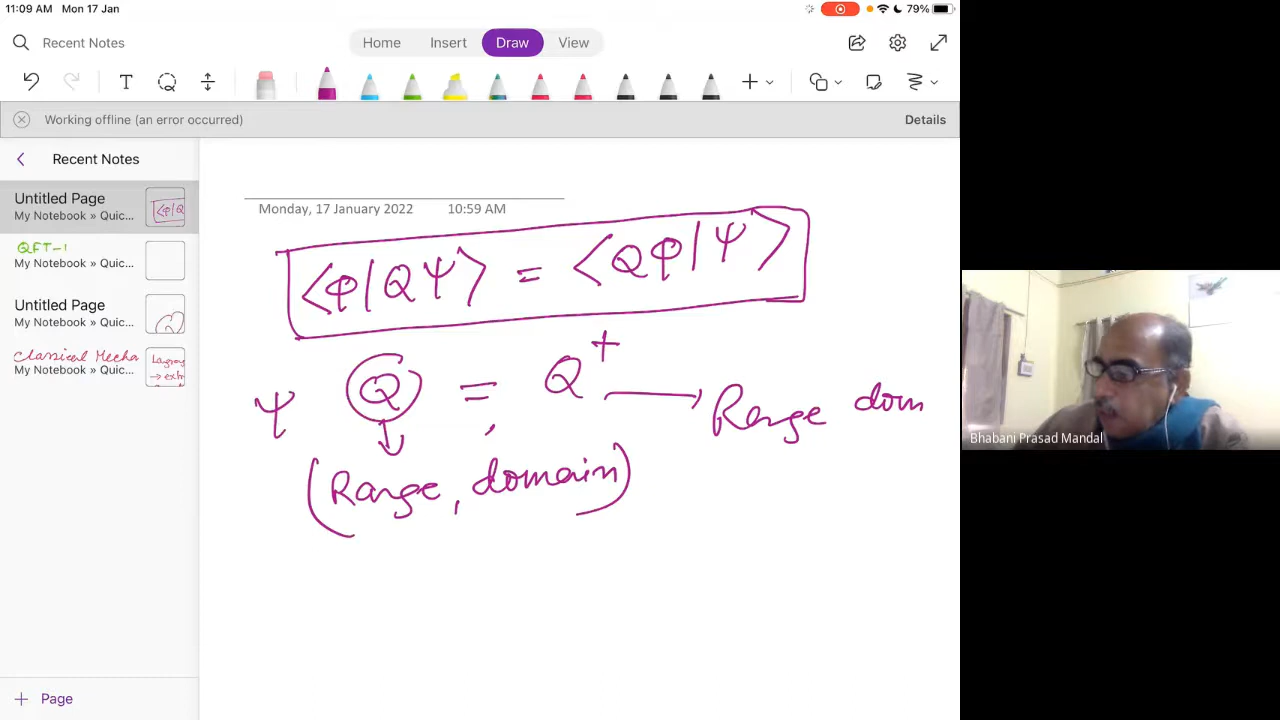 11:09 AM Mon 17 Jan
79%
Recent Notes
Home Insert Draw View
T
Working offline (an error occurred)
Details
Recent Notes
Untitled Page
My Notebook » Quic...
<φ|Q
QFT-1
My Notebook » Quic...
Untitled Page
My Notebook » Quic...
Classical Mecha
My Notebook » Quic...
Lagrang
→ extr
Page
Monday, 17 January 2022 10:59 AM
<φ|Qψ> = <Qφ|ψ>
ψ Q = Q† → Range dom
(Range, domain)
Bhabani Prasad Mandal